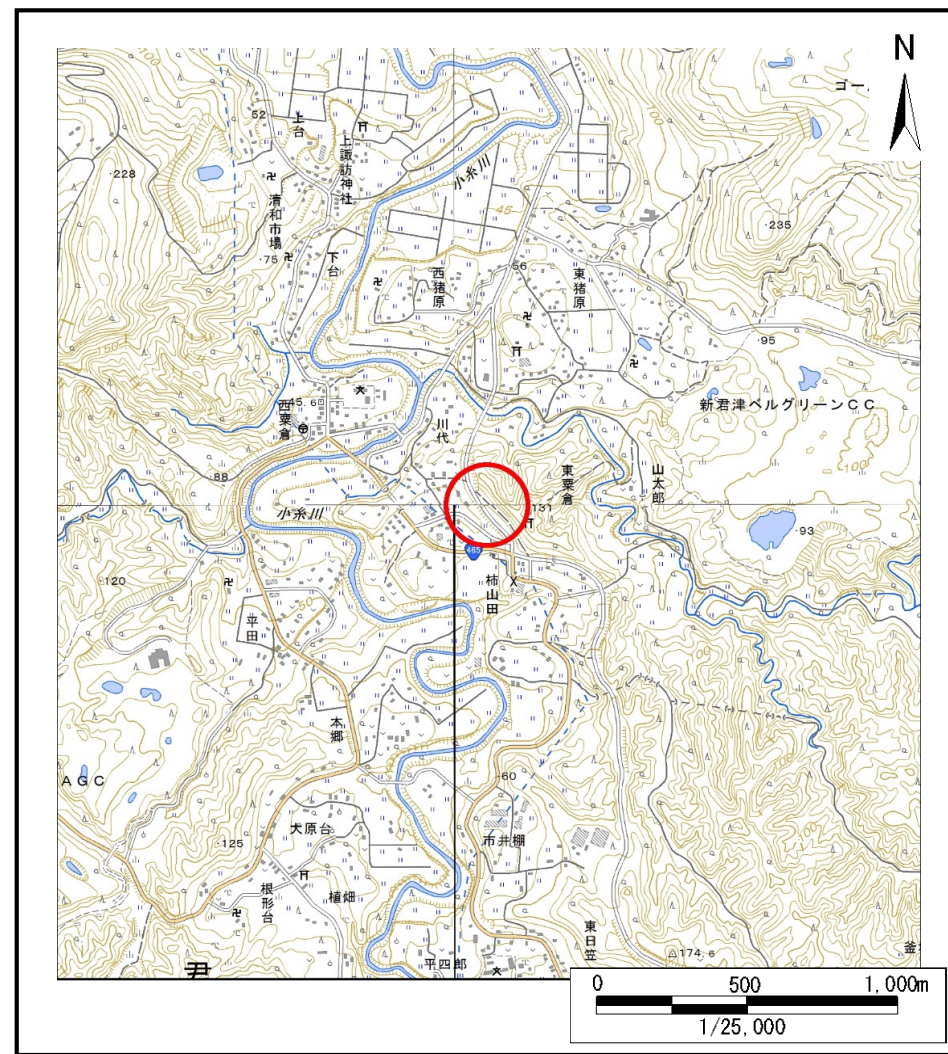 N
ゴー
52
上台
上諏訪神社
小糸川
228
清和市場
45
235
75
下台
西猪原
56
東猪原
95
新君津ベルグリーンCC
45.6
西粟倉
川代
東粟倉
山太郎
100
88
小糸川
131
93
465
柿山田
120
50
平田
本郷
AGC
60
125
大原台
市井棚
根形台
植畑
東日笠
平四郎
174.6
釜
尹
0 500 1,000m
1/25,000